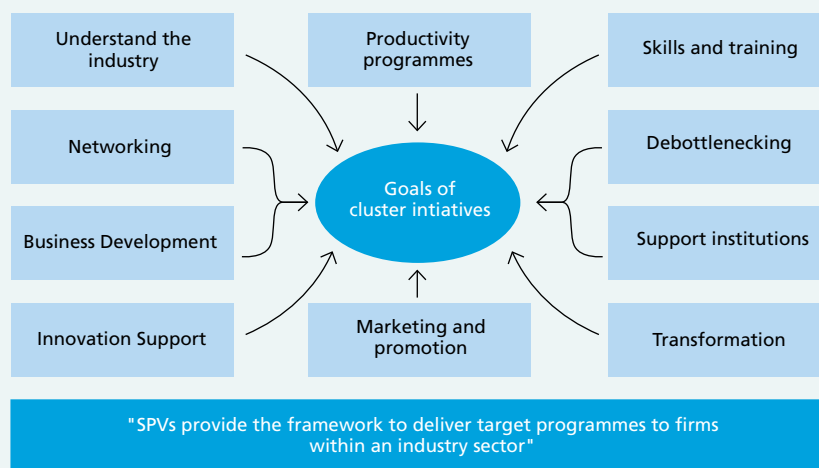 Understand the
industry
Productivity
programmes
Skills and training
Networking
Debottlenecking
Goals of
cluster intiatives
Business Development
Support institutions
Innovation Support
Marketing and
promotion
Transformation
"SPVs provide the framework to deliver target programmes to firms
within an industry sector"